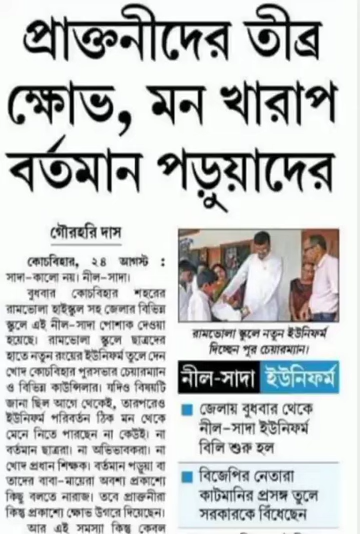 প্রাক্তনীদের তীব্র
ক্ষোভ, মন খারাপ
বর্তমান পড়ুয়াদের
গৌরহরি দাস
কোচবিহার, ২৪ আগস্ট :
সাদা-কালো নয়। নীল-সাদা।
বুধবার কোচবিহার শহরের
রামভোলা হাইস্কুল সহ জেলার বিভিন্ন
স্কুলে এই নীল-সাদা পোশাক দেওয়া
হয়েছে। রামভোলা স্কুলে ছাত্রদের
হাতে নতুন রংয়ের ইউনিফর্ম তুলে দেন
খোদ কোচবিহার পুরসভার চেয়ারম্যান
ও বিভিন্ন কাউন্সিলার। যদিও বিষয়টি
জানা ছিল আগে থেকেই, তারপরেও
ইউনিফর্ম পরিবর্তন ঠিক মন থেকে
মেনে নিতে পারছেন না কেউই। না
বর্তমান ছাত্ররা। না অভিভাবকরা। না
খোদ প্রধান শিক্ষক। বর্তমান পড়ুয়া বা
তাদের বাবা-মায়েরা অবশ্য প্রকাশ্যে
কিছু বলতে নারাজ। তবে প্রাক্তনীরা
কিন্তু প্রকাশ্যে ক্ষোভ উগরে দিয়েছেন।
আর এই সমস্যা কিন্তু কেবল
রামভোলা স্কুলে নতুন ইউনিফর্ম
দিচ্ছেন পুর চেয়ারম্যান।
নীল-সাদা ইউনিফর্ম
জেলায় বুধবার থেকে
নীল-সাদা ইউনিফর্ম
বিলি শুরু হল
বিজেপির নেতারা
কাটমানির প্রসঙ্গ তুলে
সরকারকে বিঁধেছেন